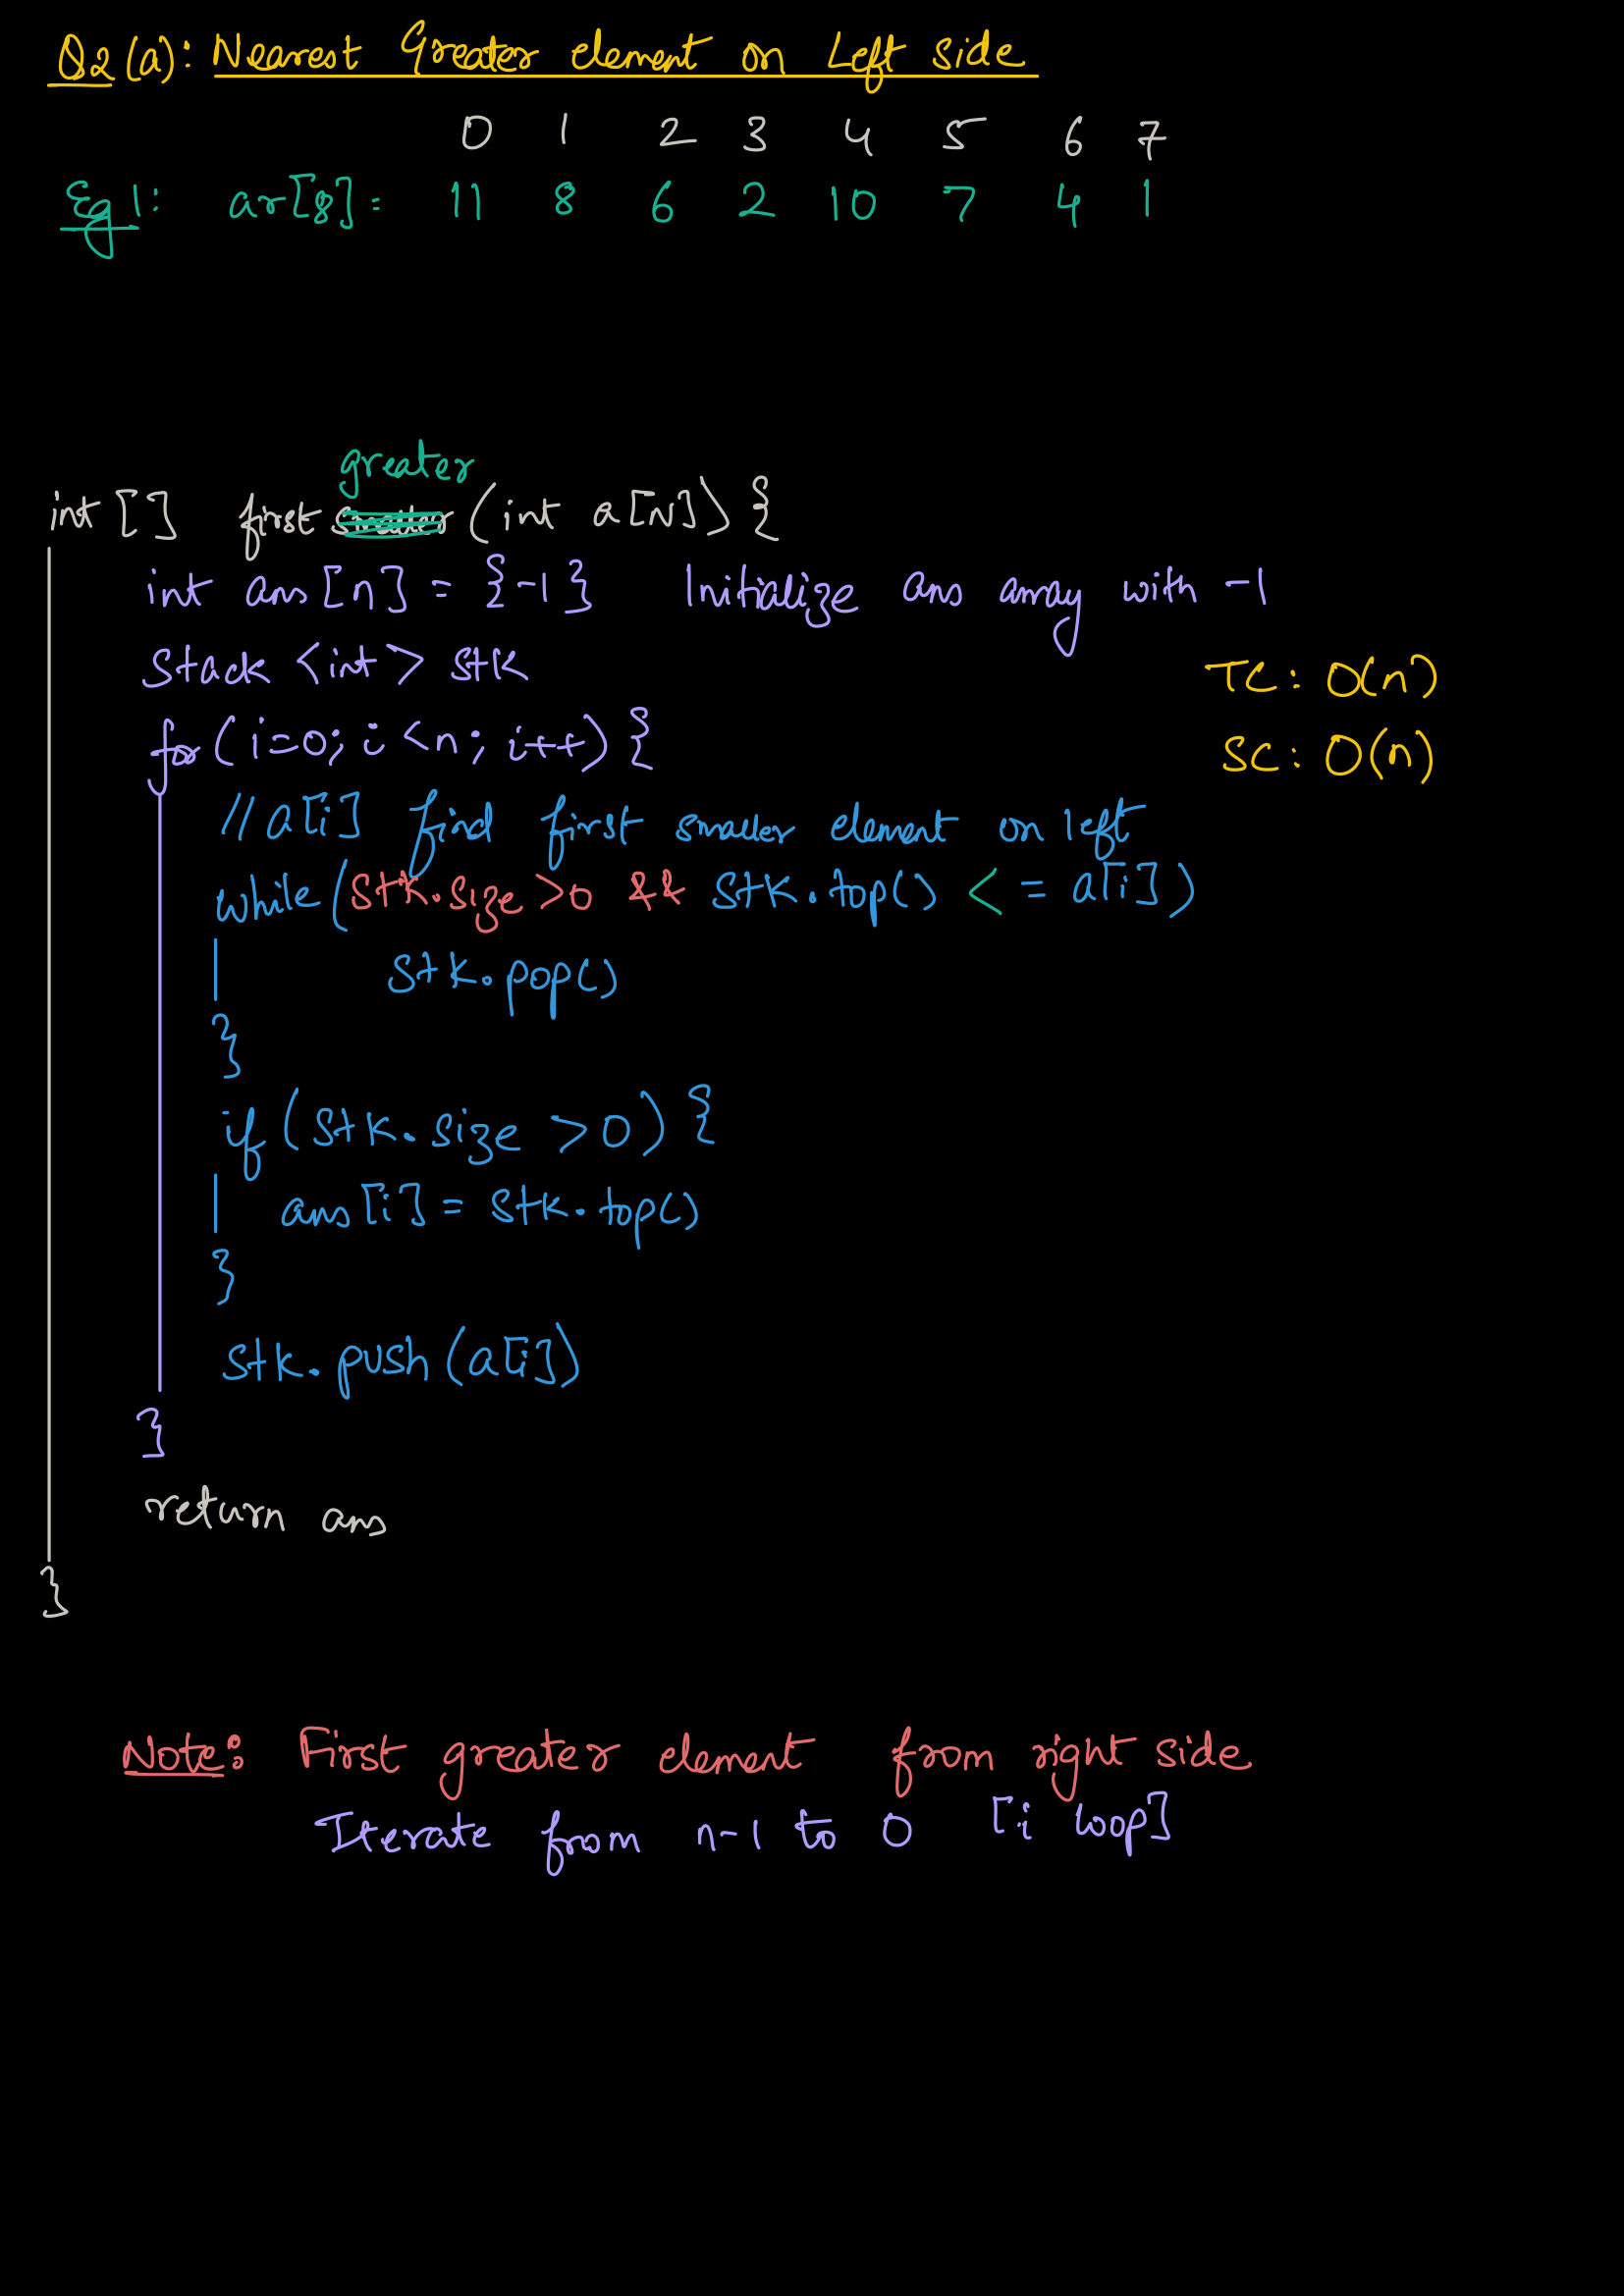 Q2(a): Nearest Greater element on Left side
0 1 2 3 4 5 6 7
Eg1: ar[8] = 11 8 6 2 10 7 4 1
greater
int [] first smaller (int a[N]) {
int ans[n] = {-1} Initialize ans array with -1
Stack <int> stk
TC: O(n)
for (i=0; i<n; i++) {
SC: O(n)
// a[i] find first smaller element on left
while (stk.size >0 && stk.top() <= a[i])
stk.pop()
}
if (stk.size >0) {
ans[i] = stk.top()
}
stk.push(a[i])
}
return ans
}
Note: First greater element from right side
Iterate from n-1 to 0 [i loop]